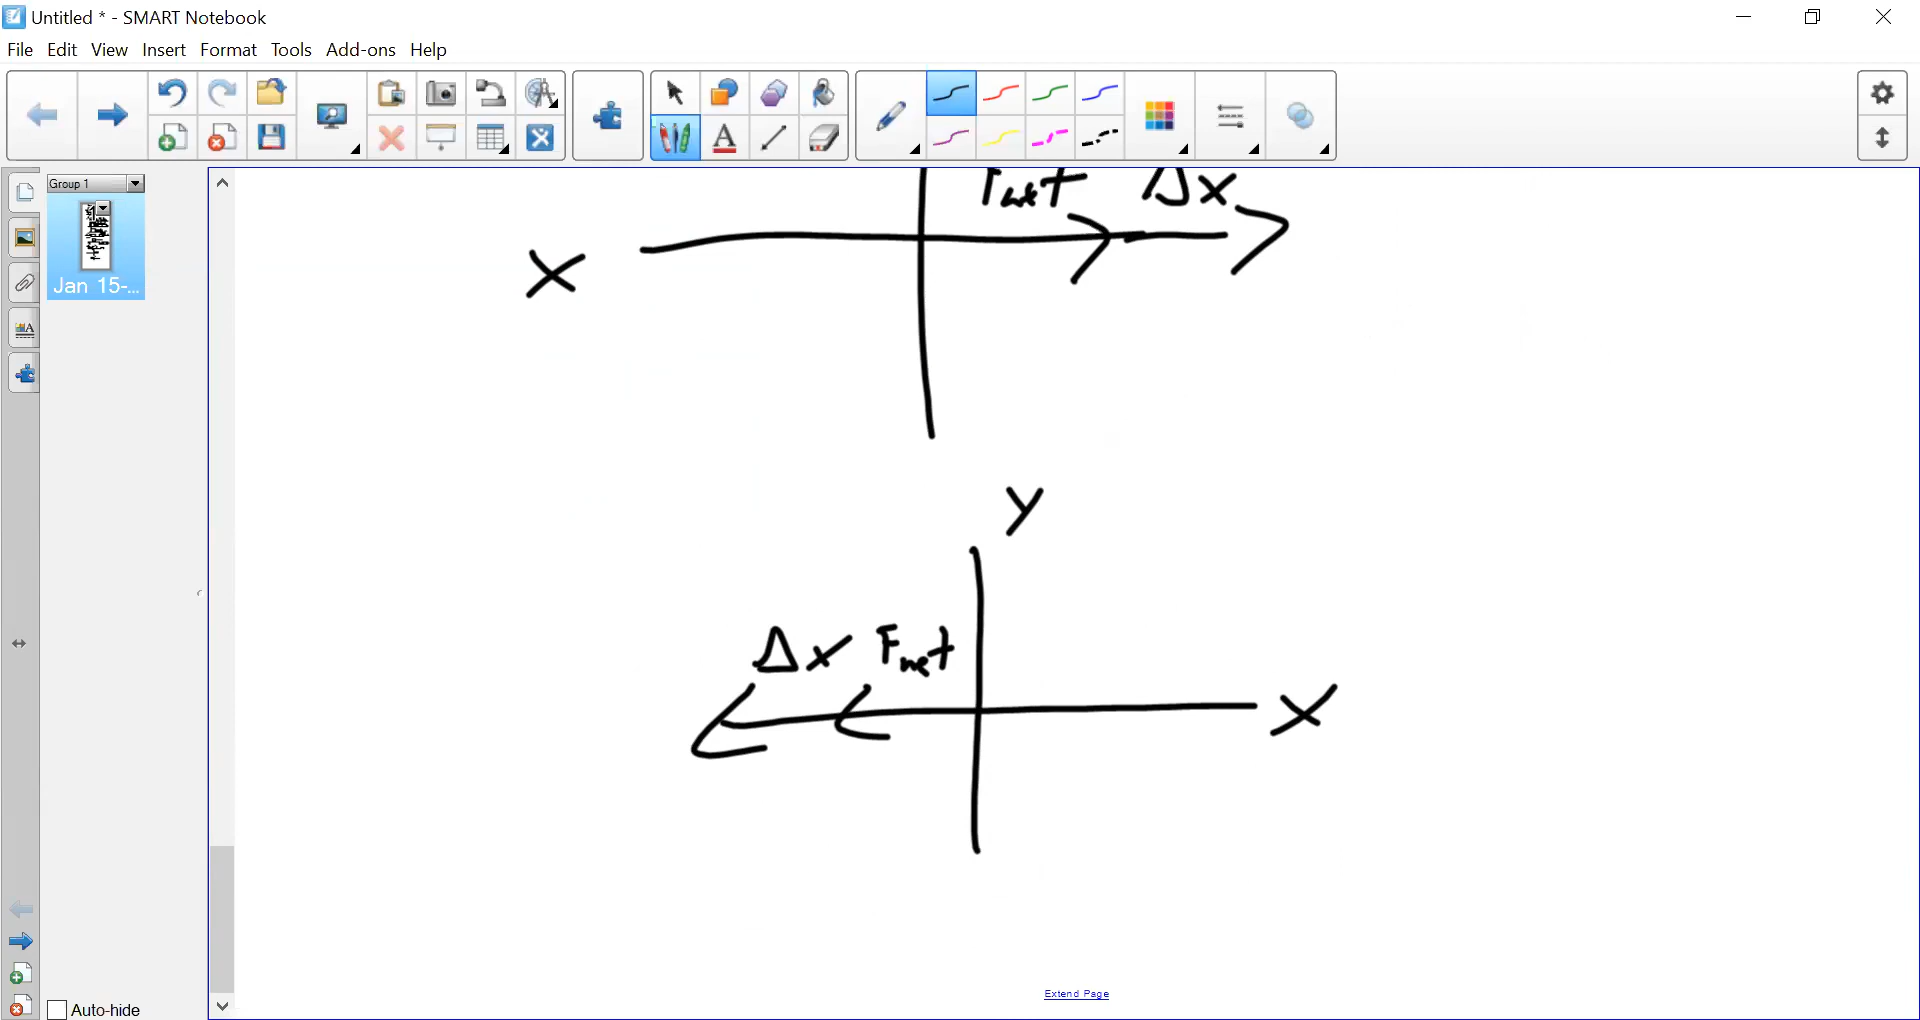 Untitled * - SMART Notebook
File Edit View Insert Format Tools Add-ons Help
Group 1
Jan 15-...
Fnet Δx
x
y
Δx Fnet
x
Extend Page
Auto-hide